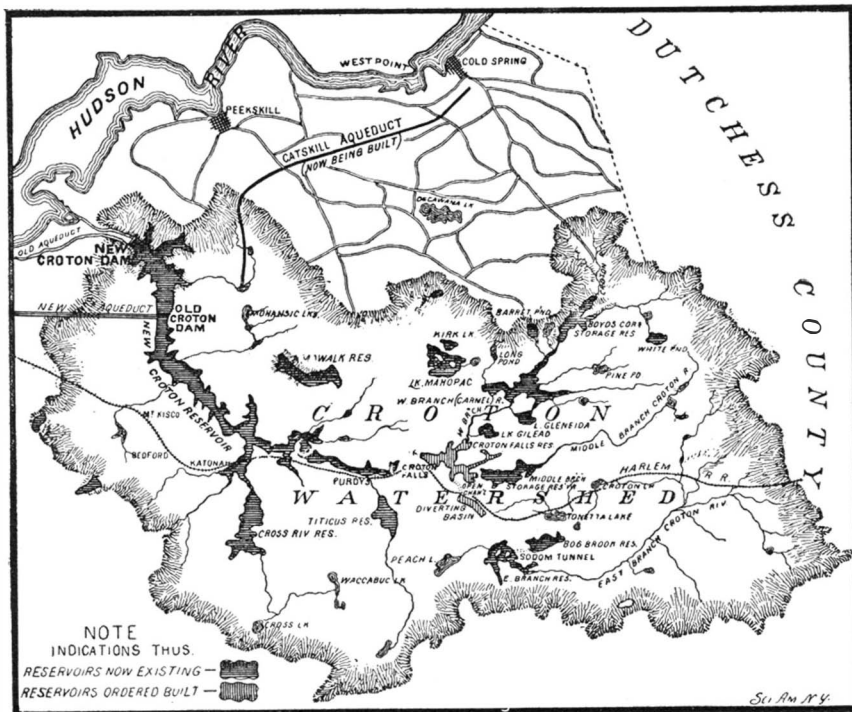 DUTCHESS COUNTY
HUDSON RIVER
WEST POINT
COLD SPRING
PEEKSKILL
CATSKILL AQUEDUCT
(NOW BEING BUILT)
OLD AQUEDUCT
NEW
CROTON DAM
NEW AQUEDUCT
OLD
CROTON
DAM
NEW CROTON RESERVOIR
WALK RES.
BARRET PND.
BOYDS COR'S
STORAGE RES
WHITE PND.
KIRK LK.
LONG
POND
LK. MAHOPAC
PINE PD
W. BRANCH (CARMEL) R.
CROTON
L. GLENEIDA
LK GILEAD
MIDDLE BRANCH CROTON R.
MT KISCO
BEDFORD
KATONAH
CROTON FALLS RES.
CROTON
FALLS
PURDYS
MIDDLE BRCH
STORAGE RES'VR
CROTON LK
HARLEM R.R.
WATERSHED
DIVERTING
BASIN
TONETTA LAKE
TITICUS RES.
CROSS RIV RES.
BOG BROOK RES.
SODOM TUNNEL
PEACH L.
E. BRANCH RES.
EAST BRANCH CROTON RIV
WACCABUC LK
CROSS LK
NOTE
INDICATIONS THUS.
RESERVOIRS NOW EXISTING —
RESERVOIRS ORDERED BUILT —
SCI AM N.Y.